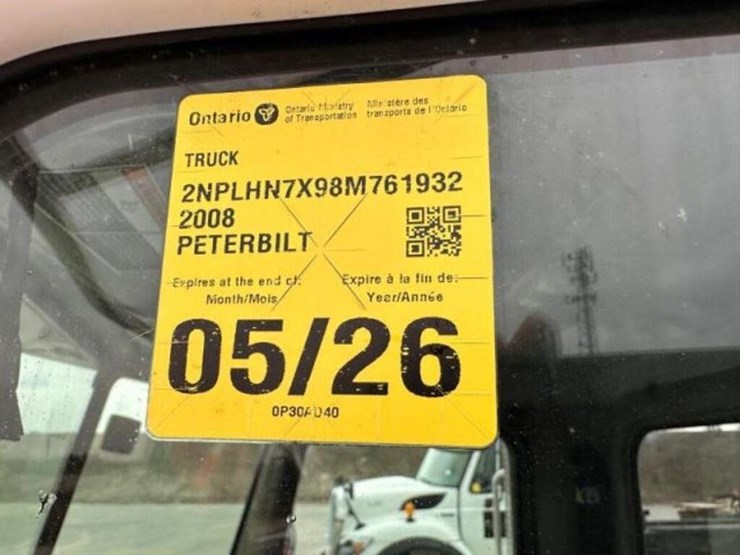 Ontario
Ontario Ministry
of Transportation
Ministère des
transports de l'Ontario
TRUCK
2NPLHN7X98M761932
2008
PETERBILT
Expires at the end of:
Month/Mois
Expire à la fin de:
Year/Année
05/26